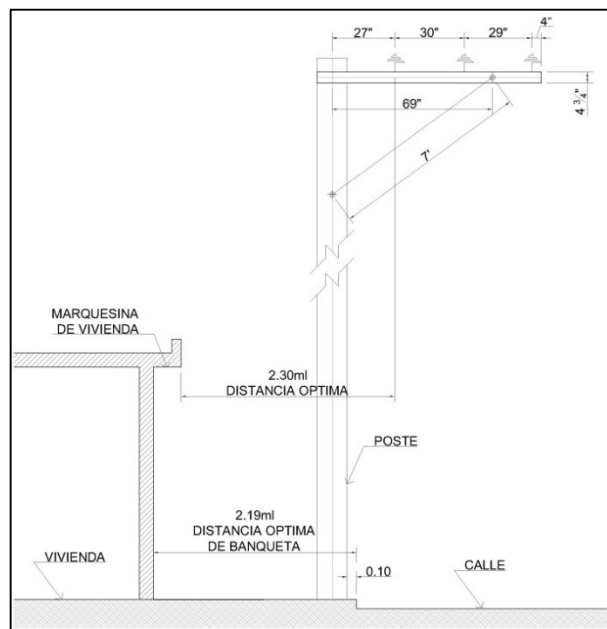 27"
30"
29"
4"
69"
4 3/4"
7'
MARQUESINA
DE VIVIENDA
2.30ml
DISTANCIA OPTIMA
POSTE
2.19ml
DISTANCIA OPTIMA
DE BANQUETA
VIVIENDA
0.10
CALLE